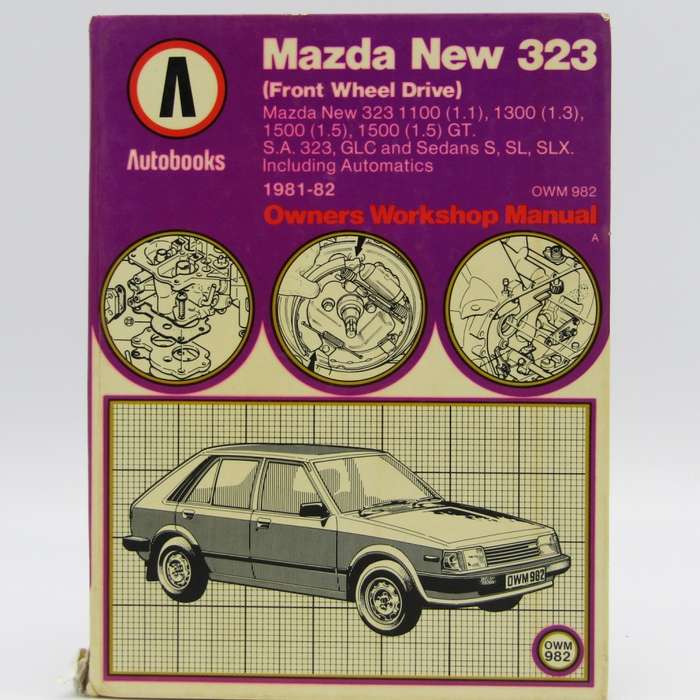 Mazda New 323
(Front Wheel Drive)
Mazda New 323 1100 (1.1), 1300 (1.3),
1500 (1.5), 1500 (1.5) GT.
S.A. 323, GLC and Sedans S, SL, SLX.
Including Automatics
1981-82
OWM 982
Owners Workshop Manual
A
Autobooks
OWM 982
OWM
982